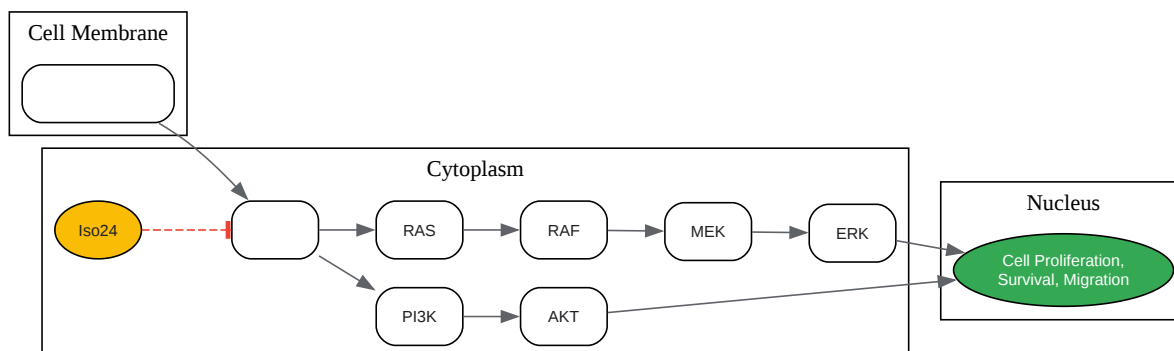 Cell Membrane
Cytoplasm
Iso24
RAS
RAF
MEK
ERK
PI3K
AKT
Nucleus
Cell Proliferation,
Survival, Migration